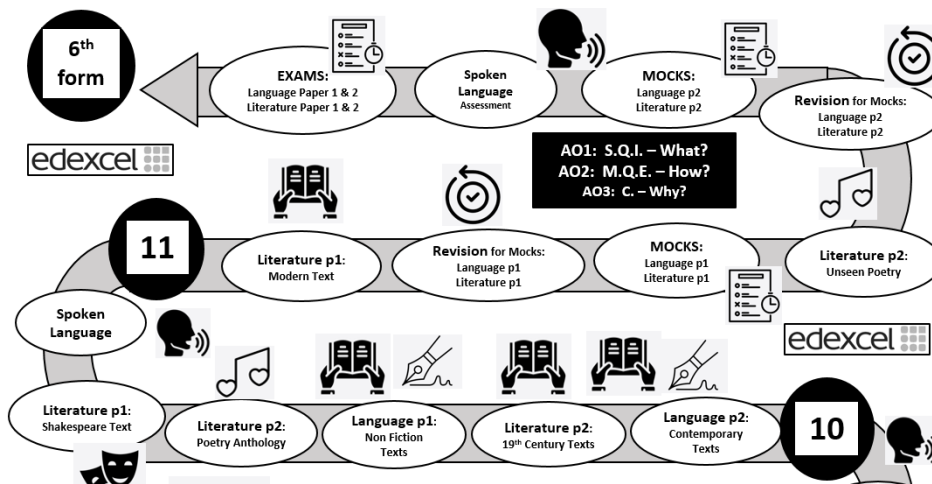 6th
form
EXAMS:
Language Paper 1 & 2
Literature Paper 1 & 2
Spoken
Language
Assessment
MOCKS:
Language p2
Literature p2
Revision for Mocks:
Language p2
Literature p2
edexcel
AO1: S.Q.I. – What?
AO2: M.Q.E. – How?
AO3: C. – Why?
11
Literature p1:
Modern Text
Revision for Mocks:
Language p1
Literature p1
MOCKS:
Language p1
Literature p1
Literature p2:
Unseen Poetry
Spoken
Language
edexcel
Literature p1:
Shakespeare Text
Literature p2:
Poetry Anthology
Language p1:
Non Fiction
Texts
Literature p2:
19th Century Texts
Language p2:
Contemporary
Texts
10